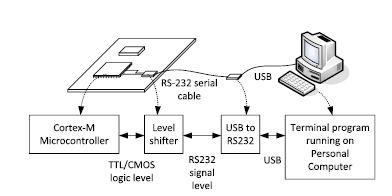 RS-232 serial
cable
USB
Cortex-M
Microcontroller
Level
shifter
USB to
RS232
Terminal program
running on
Personal
Computer
TTL/CMOS
logic level
RS232
signal
level
USB